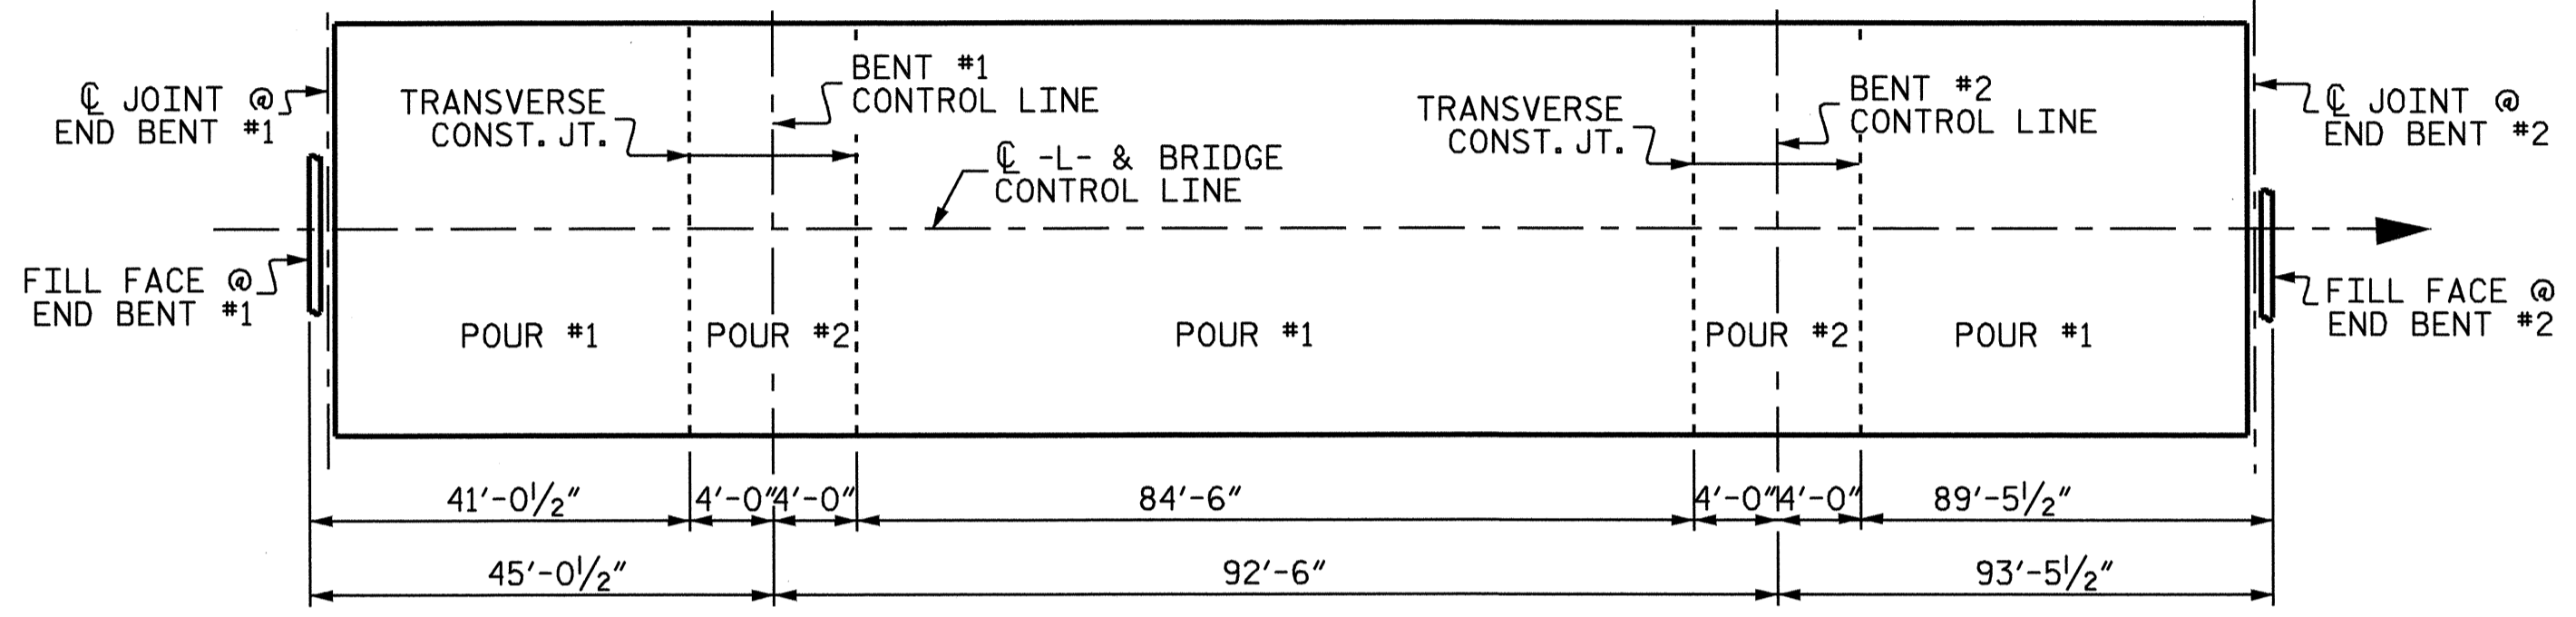 ℄ JOINT @
END BENT #1
TRANSVERSE
CONST. JT.
BENT #1
CONTROL LINE
℄ -L- & BRIDGE
CONTROL LINE
TRANSVERSE
CONST. JT.
BENT #2
CONTROL LINE
℄ JOINT @
END BENT #2
FILL FACE @
END BENT #1
FILL FACE @
END BENT #2
POUR #1
POUR #2
POUR #1
POUR #2
POUR #1
41'-0½"
4'-0"
4'-0"
84'-6"
4'-0"
4'-0"
89'-5½"
45'-0½"
92'-6"
93'-5½"